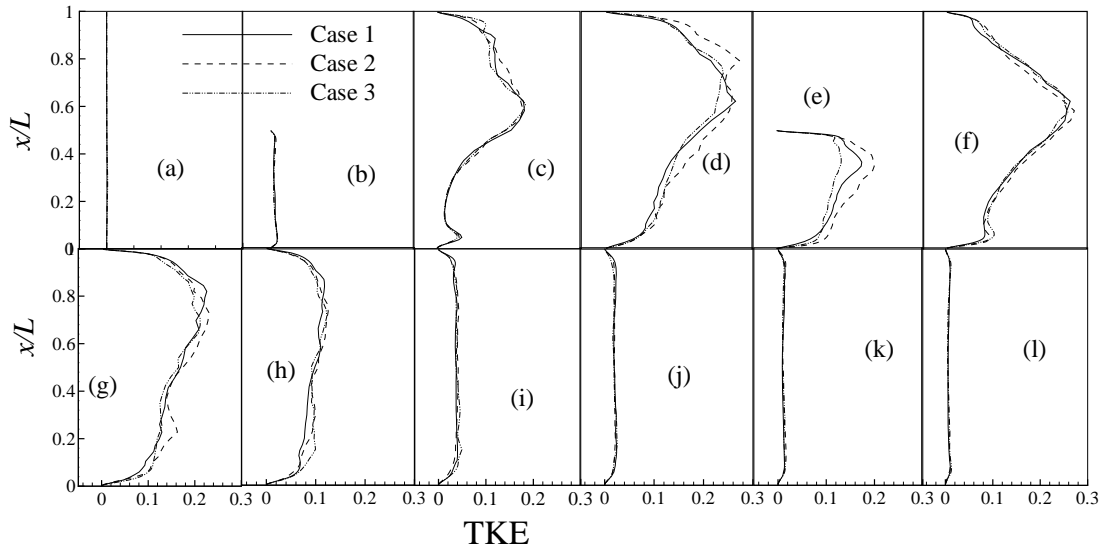 1
0.8
0.6
0.4
0.2
0
x/L
Case 1
Case 2
Case 3
(a)
(b)
(c)
(d)
(e)
(f)
1
0.8
0.6
0.4
0.2
0
x/L
(g)
(h)
(i)
(j)
(k)
(l)
0 0.1 0.2 0.3
0 0.1 0.2 0.3
0 0.1 0.2 0.3
0 0.1 0.2 0.3
0 0.1 0.2 0.3
0 0.1 0.2 0.3
TKE